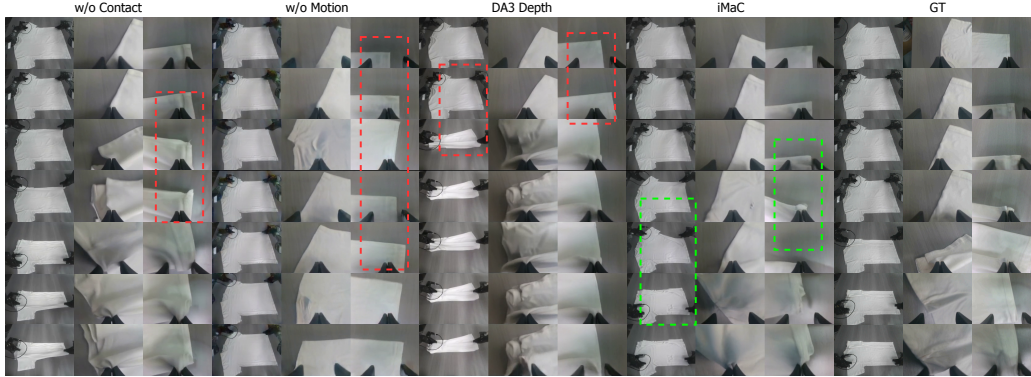 w/o Contact
w/o Motion
DA3 Depth
iMaC
GT